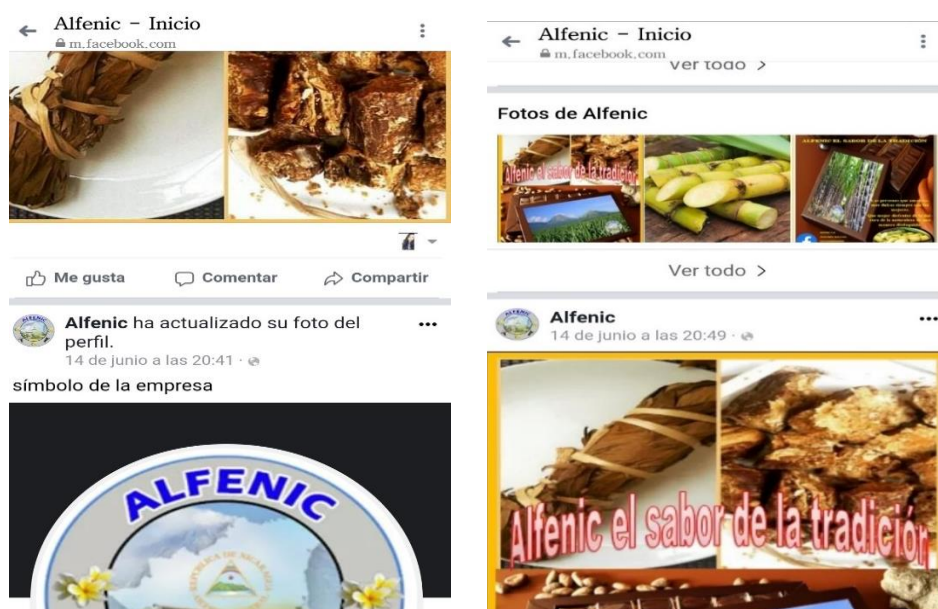 Alfenic – Inicio
m.facebook.com
Me gusta Comentar Compartir
Alfenic ha actualizado su foto del
perfil.
14 de junio a las 20:41 ·
símbolo de la empresa
ALFENIC
REPUBLICA DE NICARAGUA
Alfenic – Inicio
m.facebook.com
Ver todo >
Fotos de Alfenic
Alfenic el sabor de la tradición
ALFENIC EL SABOR DE LA TRADICIÓN
Ver todo >
Alfenic
14 de junio a las 20:49 ·
Alfenic el sabor de la tradición